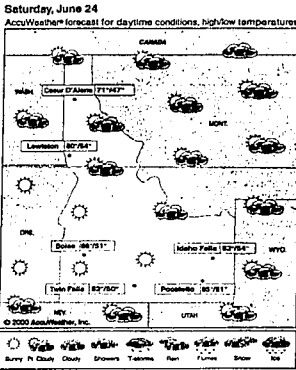 Saturday, June 24
AccuWeather® forecast for daytime conditions, high/low temperatures
CANADA
WASH.
Coeur D'Alene 71°/47°
MONT.
Lewiston 80°/54°
ORE.
Boise 86°/51°
Idaho Falls 82°/54°
WYO.
Twin Falls 83°/50°
Pocatello 85°/51°
NEV.
UTAH
© 2000 AccuWeather, Inc.
Sunny Pt. Cloudy Cloudy Showers T-storms Rain Flurries Snow Ice